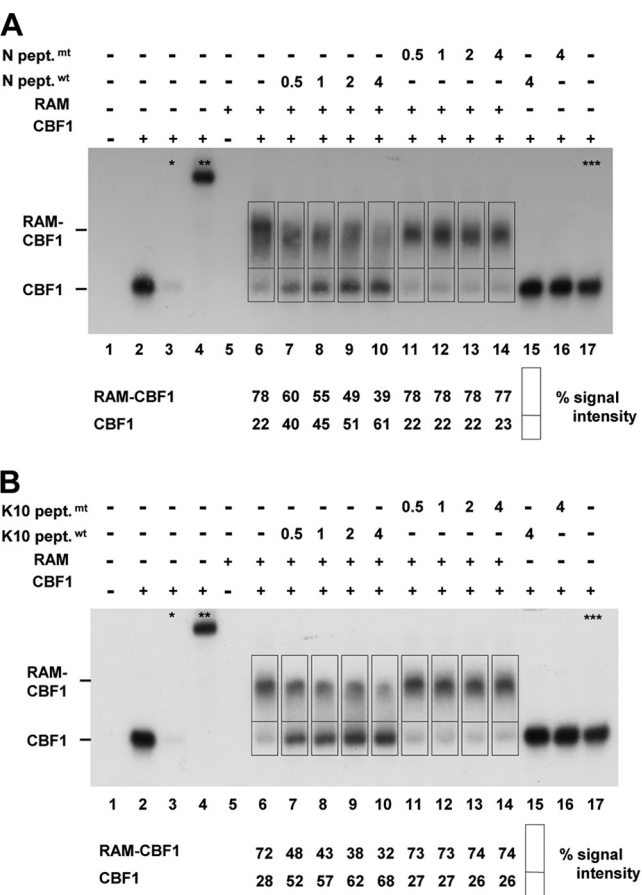 A
N pept. mt - - - - - - - - - - 0.5 1 2 4 - 4 -
N pept. wt - - - - - - 0.5 1 2 4 - - - - 4 - -
RAM - - - - + + + + + + + + + + - - -
CBF1 - + + + - + + + + + + + + + + + +
* ** ***
RAM-
CBF1
CBF1
1 2 3 4 5 6 7 8 9 10 11 12 13 14 15 16 17
RAM-CBF1 78 60 55 49 39 78 78 78 77 % signal
CBF1 22 40 45 51 61 22 22 22 23 intensity
B
K10 pept. mt - - - - - - - - - - 0.5 1 2 4 - 4 -
K10 pept. wt - - - - - - 0.5 1 2 4 - - - - 4 - -
RAM - - - - + + + + + + + + + + - - -
CBF1 - + + + - + + + + + + + + + + + +
* ** ***
RAM-
CBF1
CBF1
1 2 3 4 5 6 7 8 9 10 11 12 13 14 15 16 17
RAM-CBF1 72 48 43 38 32 73 73 74 74 % signal
CBF1 28 52 57 62 68 27 27 26 26 intensity